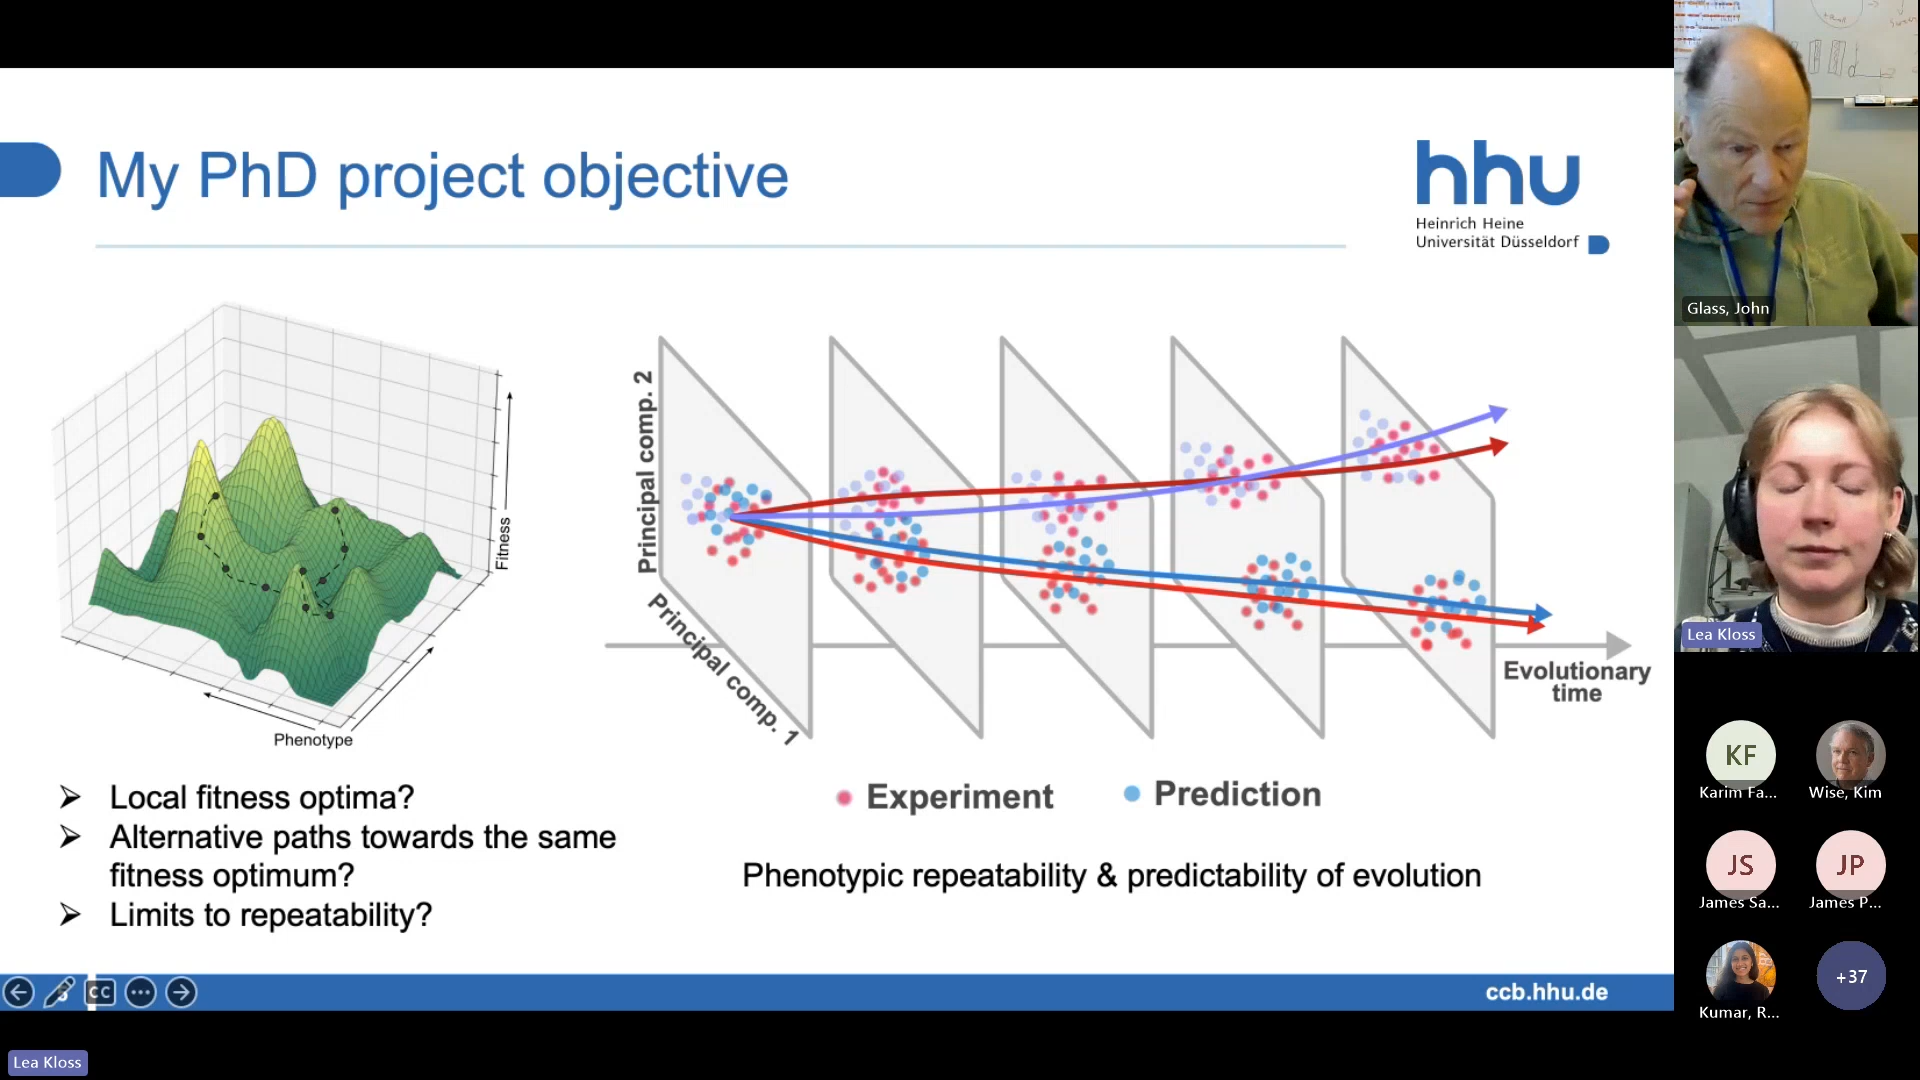 My PhD project objective
hhu
Heinrich Heine
Universität Düsseldorf
Fitness
Phenotype
Principal comp. 2
Principal comp. 1
Evolutionary
time
Experiment
Prediction
Local fitness optima?
Alternative paths towards the same
fitness optimum?
Limits to repeatability?
Phenotypic repeatability & predictability of evolution
CC
ccb.hhu.de
Lea Kloss
Glass, John
Lea Kloss
KF
Karim Fa...
Wise, Kim
JS
James Sa...
JP
James P...
Kumar, R...
+37